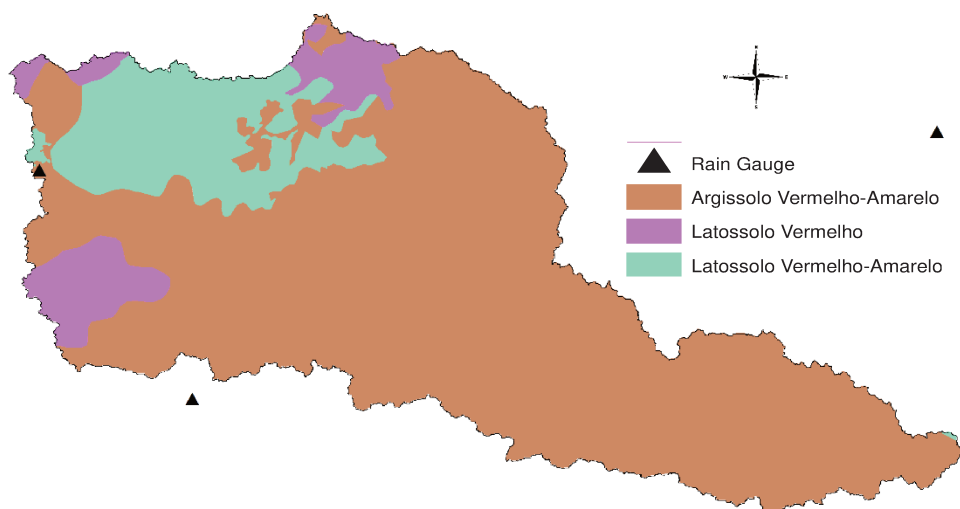 N
W E
S
Rain Gauge
Argissolo Vermelho-Amarelo
Latossolo Vermelho
Latossolo Vermelho-Amarelo